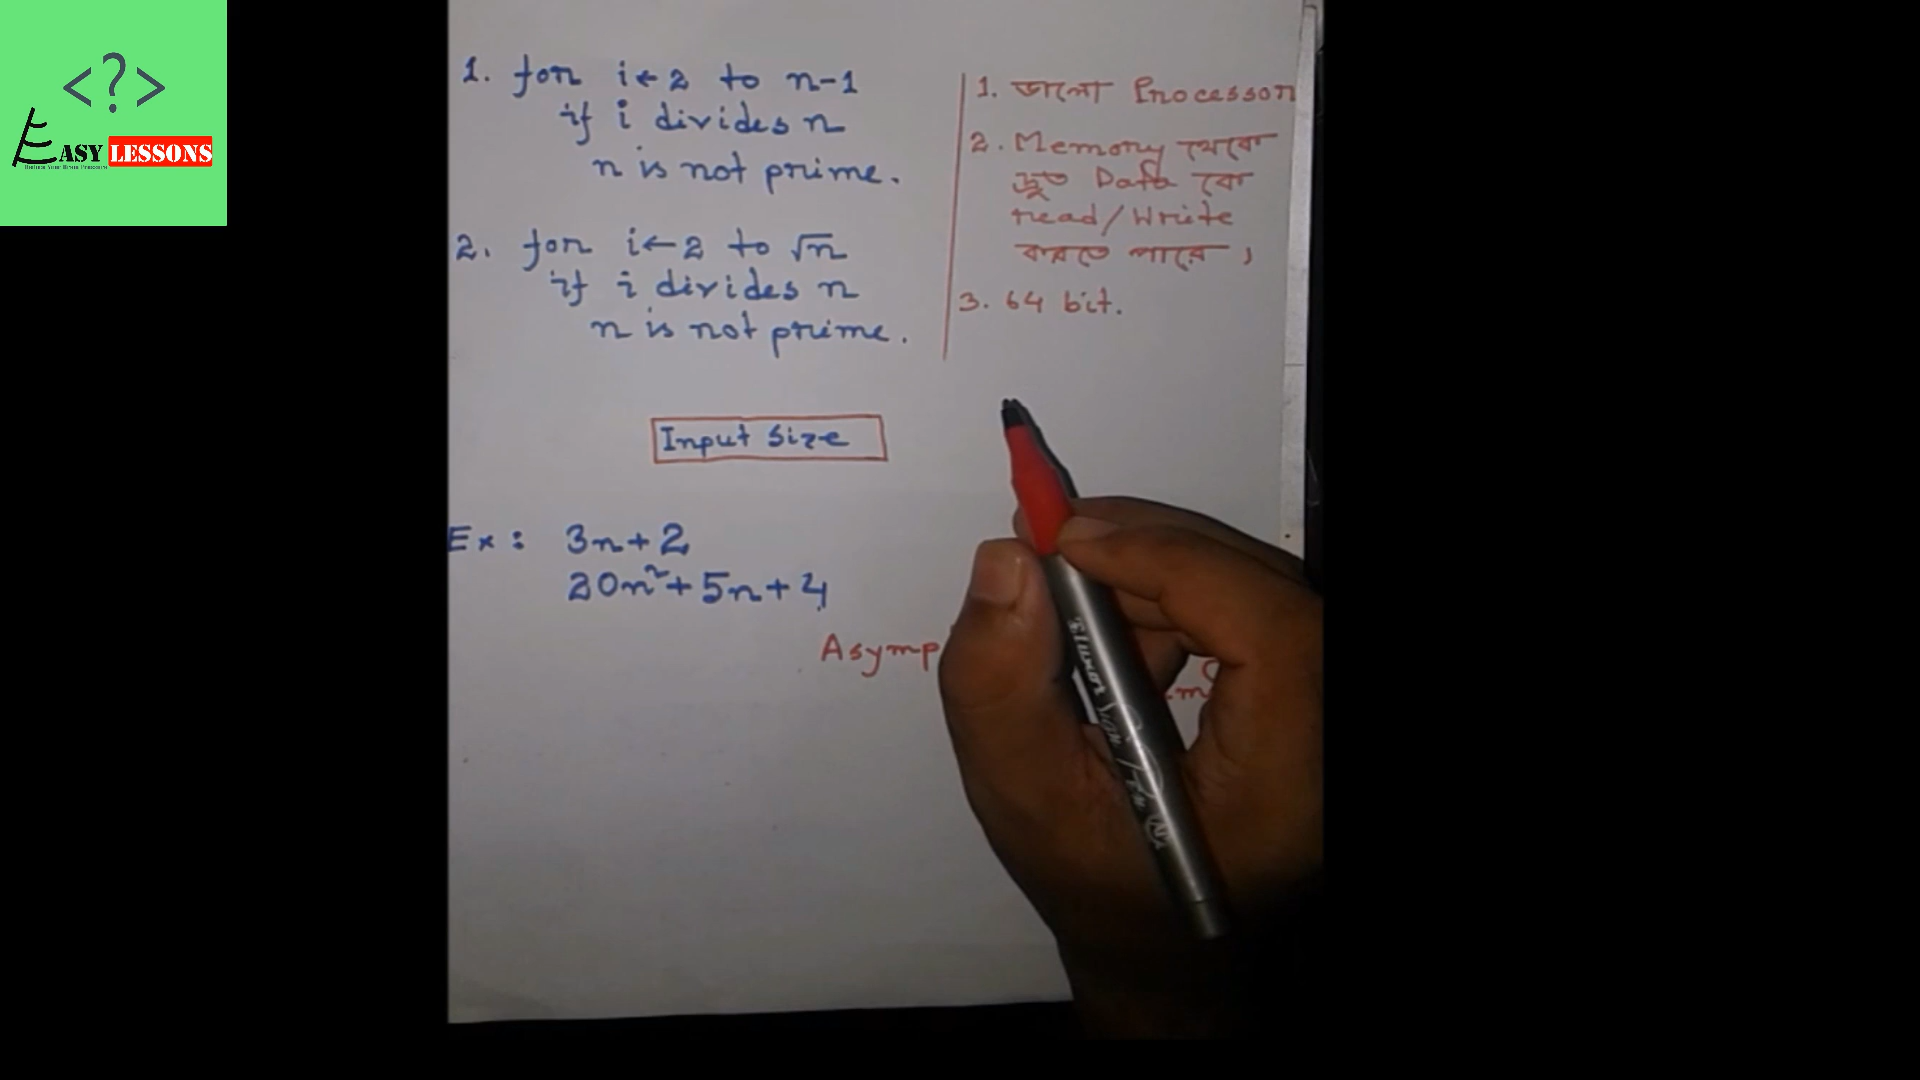 <?>
EASY LESSONS
1. for i ← 2 to n-1
if i divides n
n is not prime.
2. for i ← 2 to √n
if i divides n
n is not prime.
1. ভালো Processor
2. Memory থেকে
দ্রুত Data কে
read/write
করতে পারে।
3. 64 bit.
Input Size
Ex: 3n+2
20n²+5n+4
Asymp